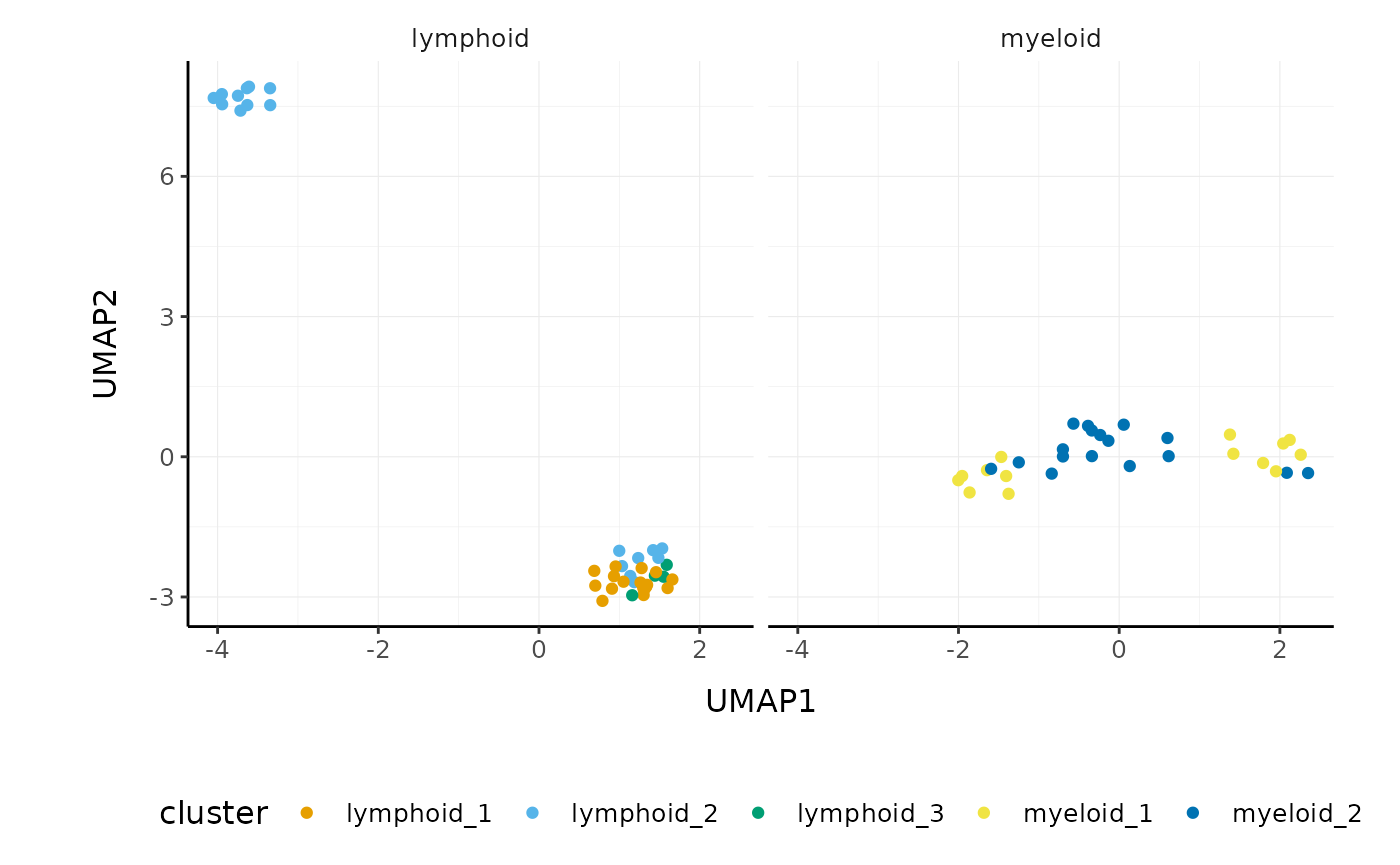 lymphoid myeloid
6
3
0
-3
-4 -2 0 2 -4 -2 0 2
UMAP2
UMAP1
cluster lymphoid_1 lymphoid_2 lymphoid_3 myeloid_1 myeloid_2